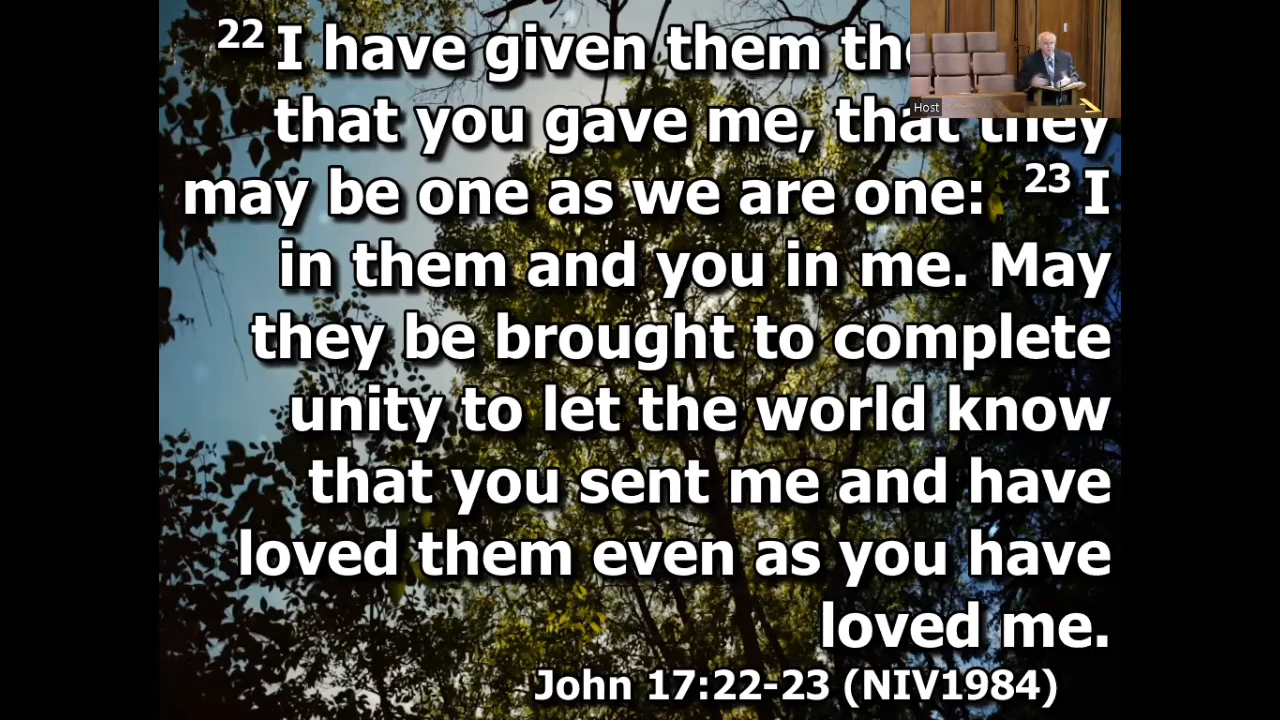 22 I have given them
that you gave me, that they
may be one as we are one: 23 I
in them and you in me. May
they be brought to complete
unity to let the world know
that you sent me and have
loved them even as you have
loved me.
John 17:22-23 (NIV1984)
Host